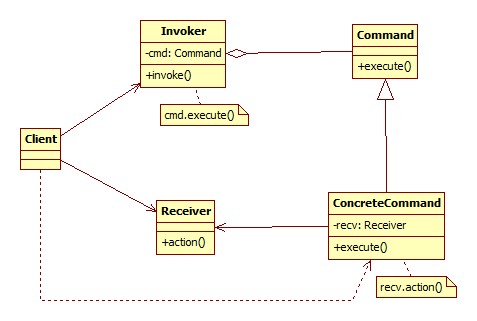 Invoker
-cmd: Command
+invoke()
Command
+execute()
cmd.execute()
Client
Receiver
+action()
ConcreteCommand
-recv: Receiver
+execute()
recv.action()